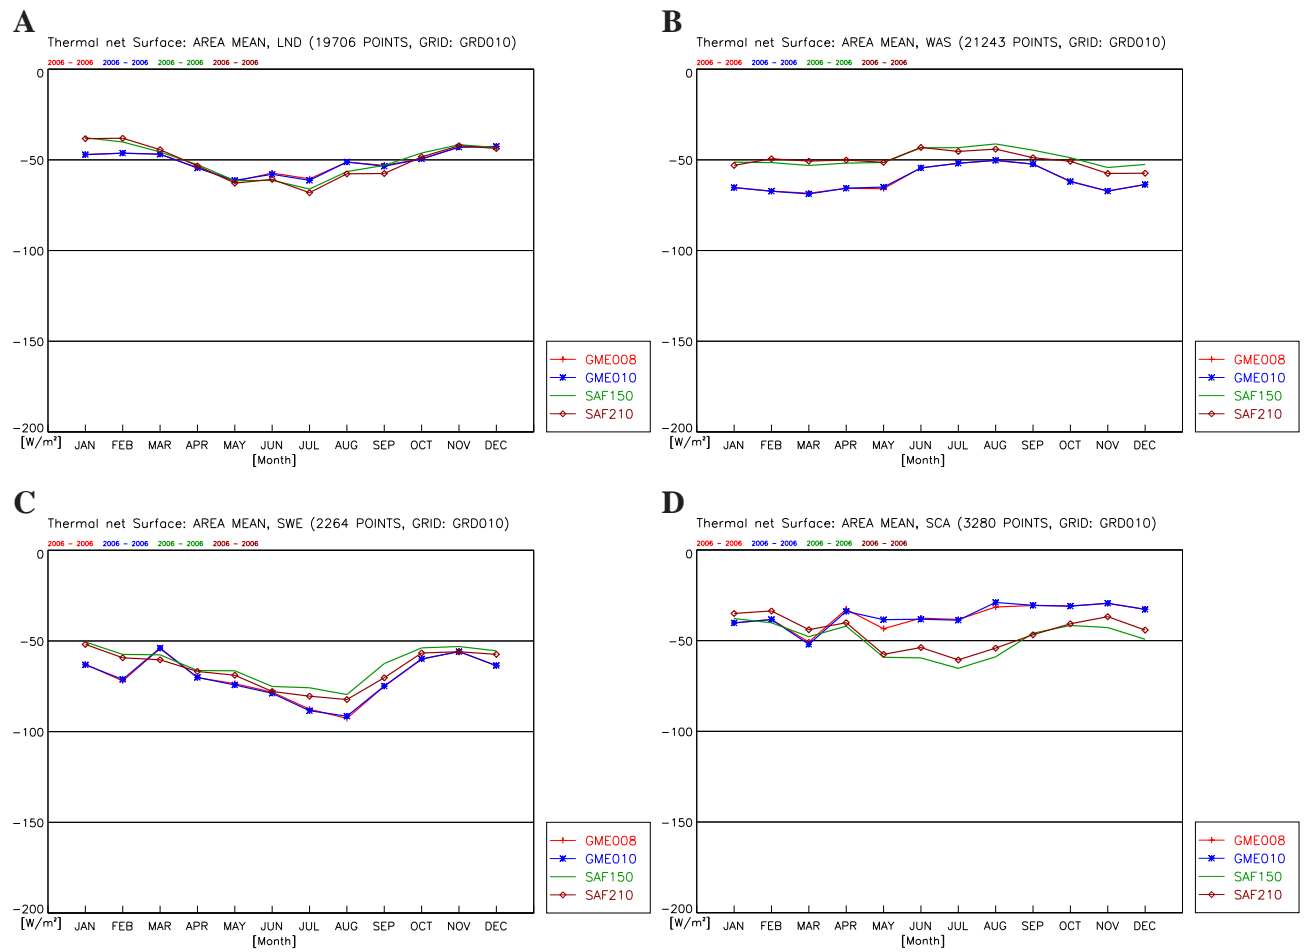 A
Thermal net Surface: AREA MEAN, LND (19706 POINTS, GRID: GRD010)
2006 - 2006 2006 - 2006 2006 - 2006 2006 - 2006
0
-50
-100
-150
-200
[W/m²]
JAN FEB MAR APR MAY JUN JUL AUG SEP OCT NOV DEC
[Month]
GME008
GME010
SAF150
SAF210
B
Thermal net Surface: AREA MEAN, WAS (21243 POINTS, GRID: GRD010)
2006 - 2006 2006 - 2006 2006 - 2006 2006 - 2006
0
-50
-100
-150
-200
[W/m²]
JAN FEB MAR APR MAY JUN JUL AUG SEP OCT NOV DEC
[Month]
GME008
GME010
SAF150
SAF210
C
Thermal net Surface: AREA MEAN, SWE (2264 POINTS, GRID: GRD010)
2006 - 2006 2006 - 2006 2006 - 2006 2006 - 2006
0
-50
-100
-150
-200
[W/m²]
JAN FEB MAR APR MAY JUN JUL AUG SEP OCT NOV DEC
[Month]
GME008
GME010
SAF150
SAF210
D
Thermal net Surface: AREA MEAN, SCA (3280 POINTS, GRID: GRD010)
2006 - 2006 2006 - 2006 2006 - 2006 2006 - 2006
0
-50
-100
-150
-200
[W/m²]
JAN FEB MAR APR MAY JUN JUL AUG SEP OCT NOV DEC
[Month]
GME008
GME010
SAF150
SAF210